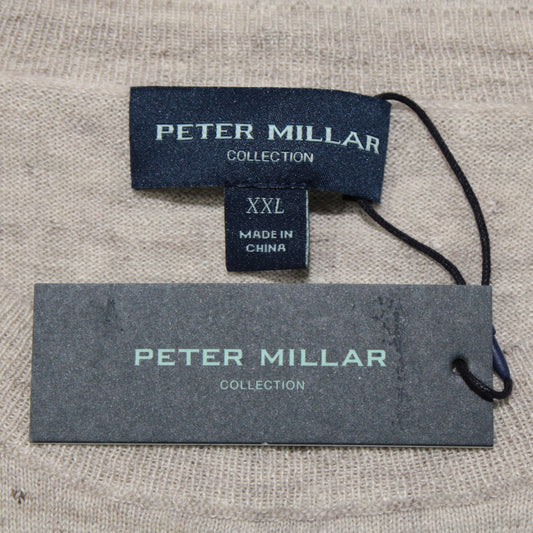 PETER MILLAR
COLLECTION
XXL
MADE IN
CHINA
PETER MILLAR
COLLECTION